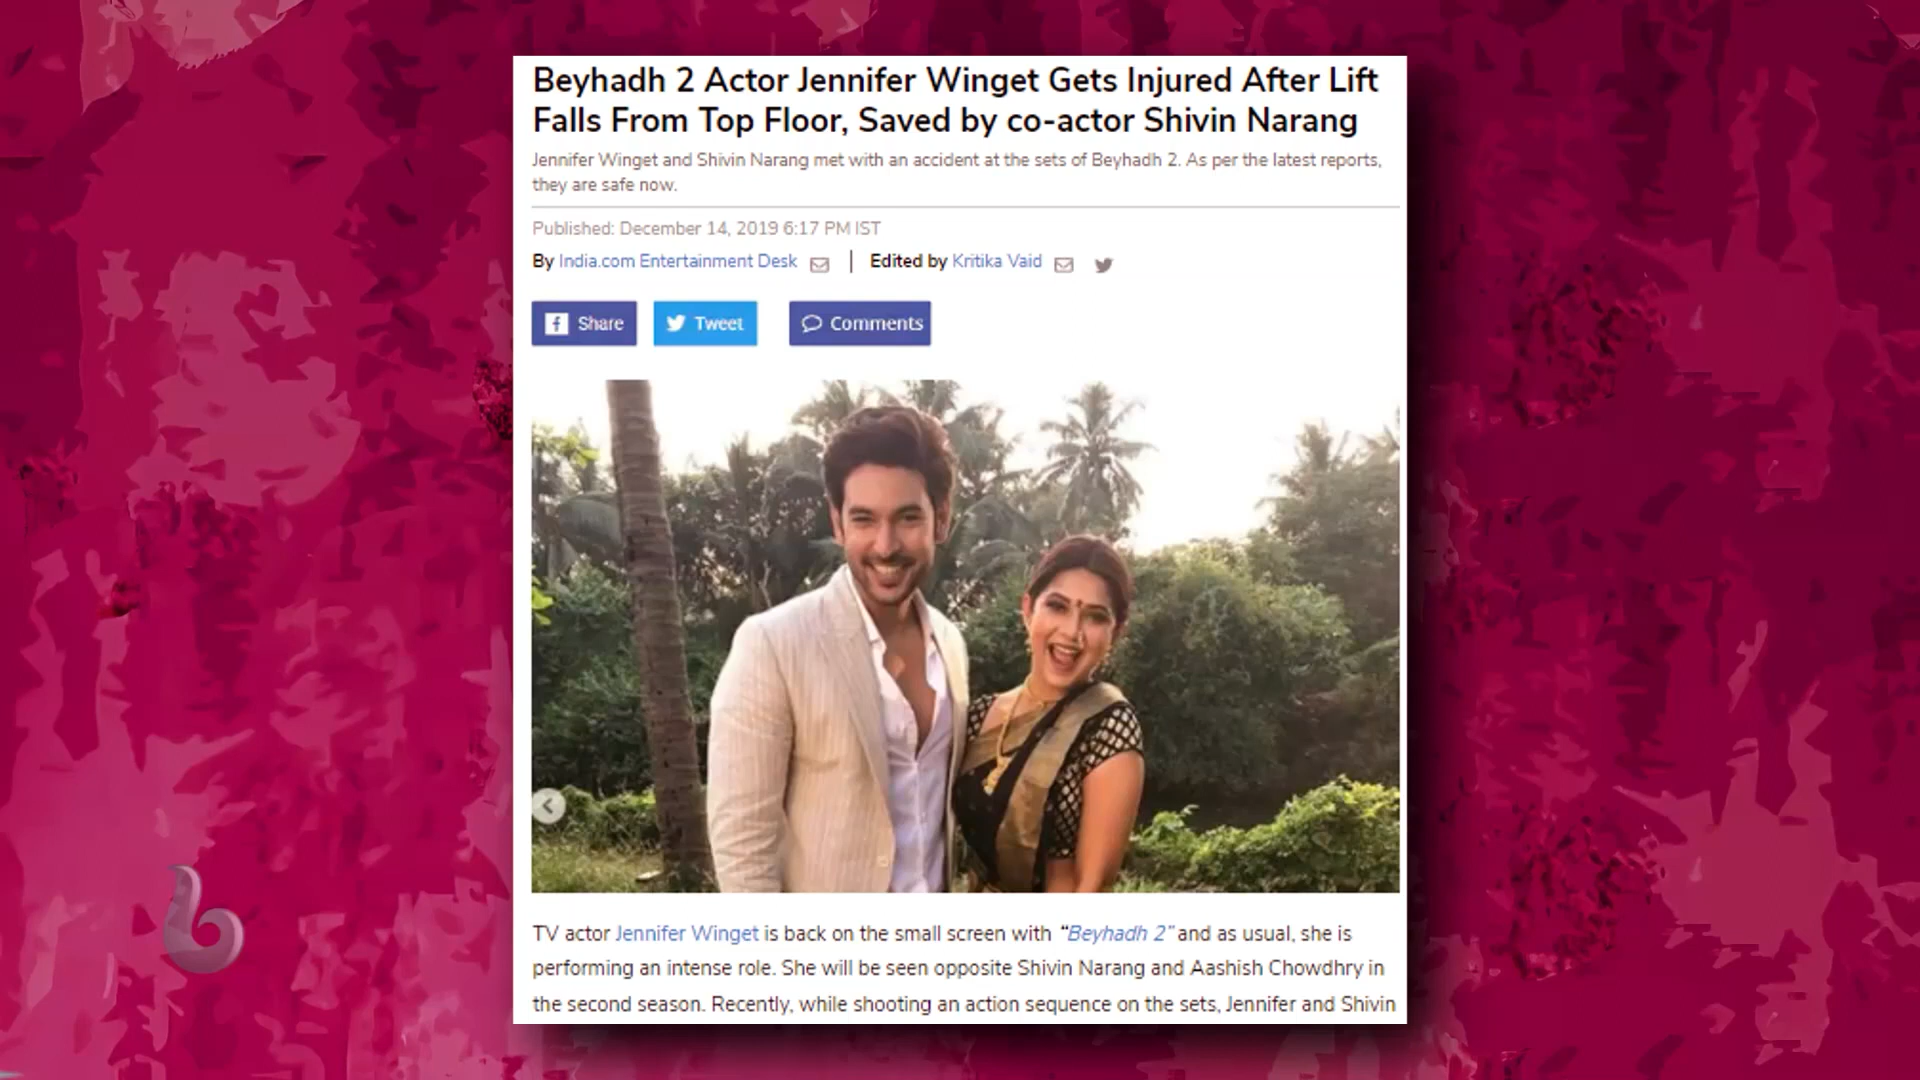 Beyhadh 2 Actor Jennifer Winget Gets Injured After Lift
Falls From Top Floor, Saved by co-actor Shivin Narang
Jennifer Winget and Shivin Narang met with an accident at the sets of Beyhadh 2. As per the latest reports,
they are safe now.
Published: December 14, 2019 6:17 PM IST
By India.com Entertainment Desk | Edited by Kritika Vaid
Share Tweet Comments
TV actor Jennifer Winget is back on the small screen with “Beyhadh 2” and as usual, she is
performing an intense role. She will be seen opposite Shivin Narang and Aashish Chowdhry in
the second season. Recently, while shooting an action sequence on the sets, Jennifer and Shivin
b